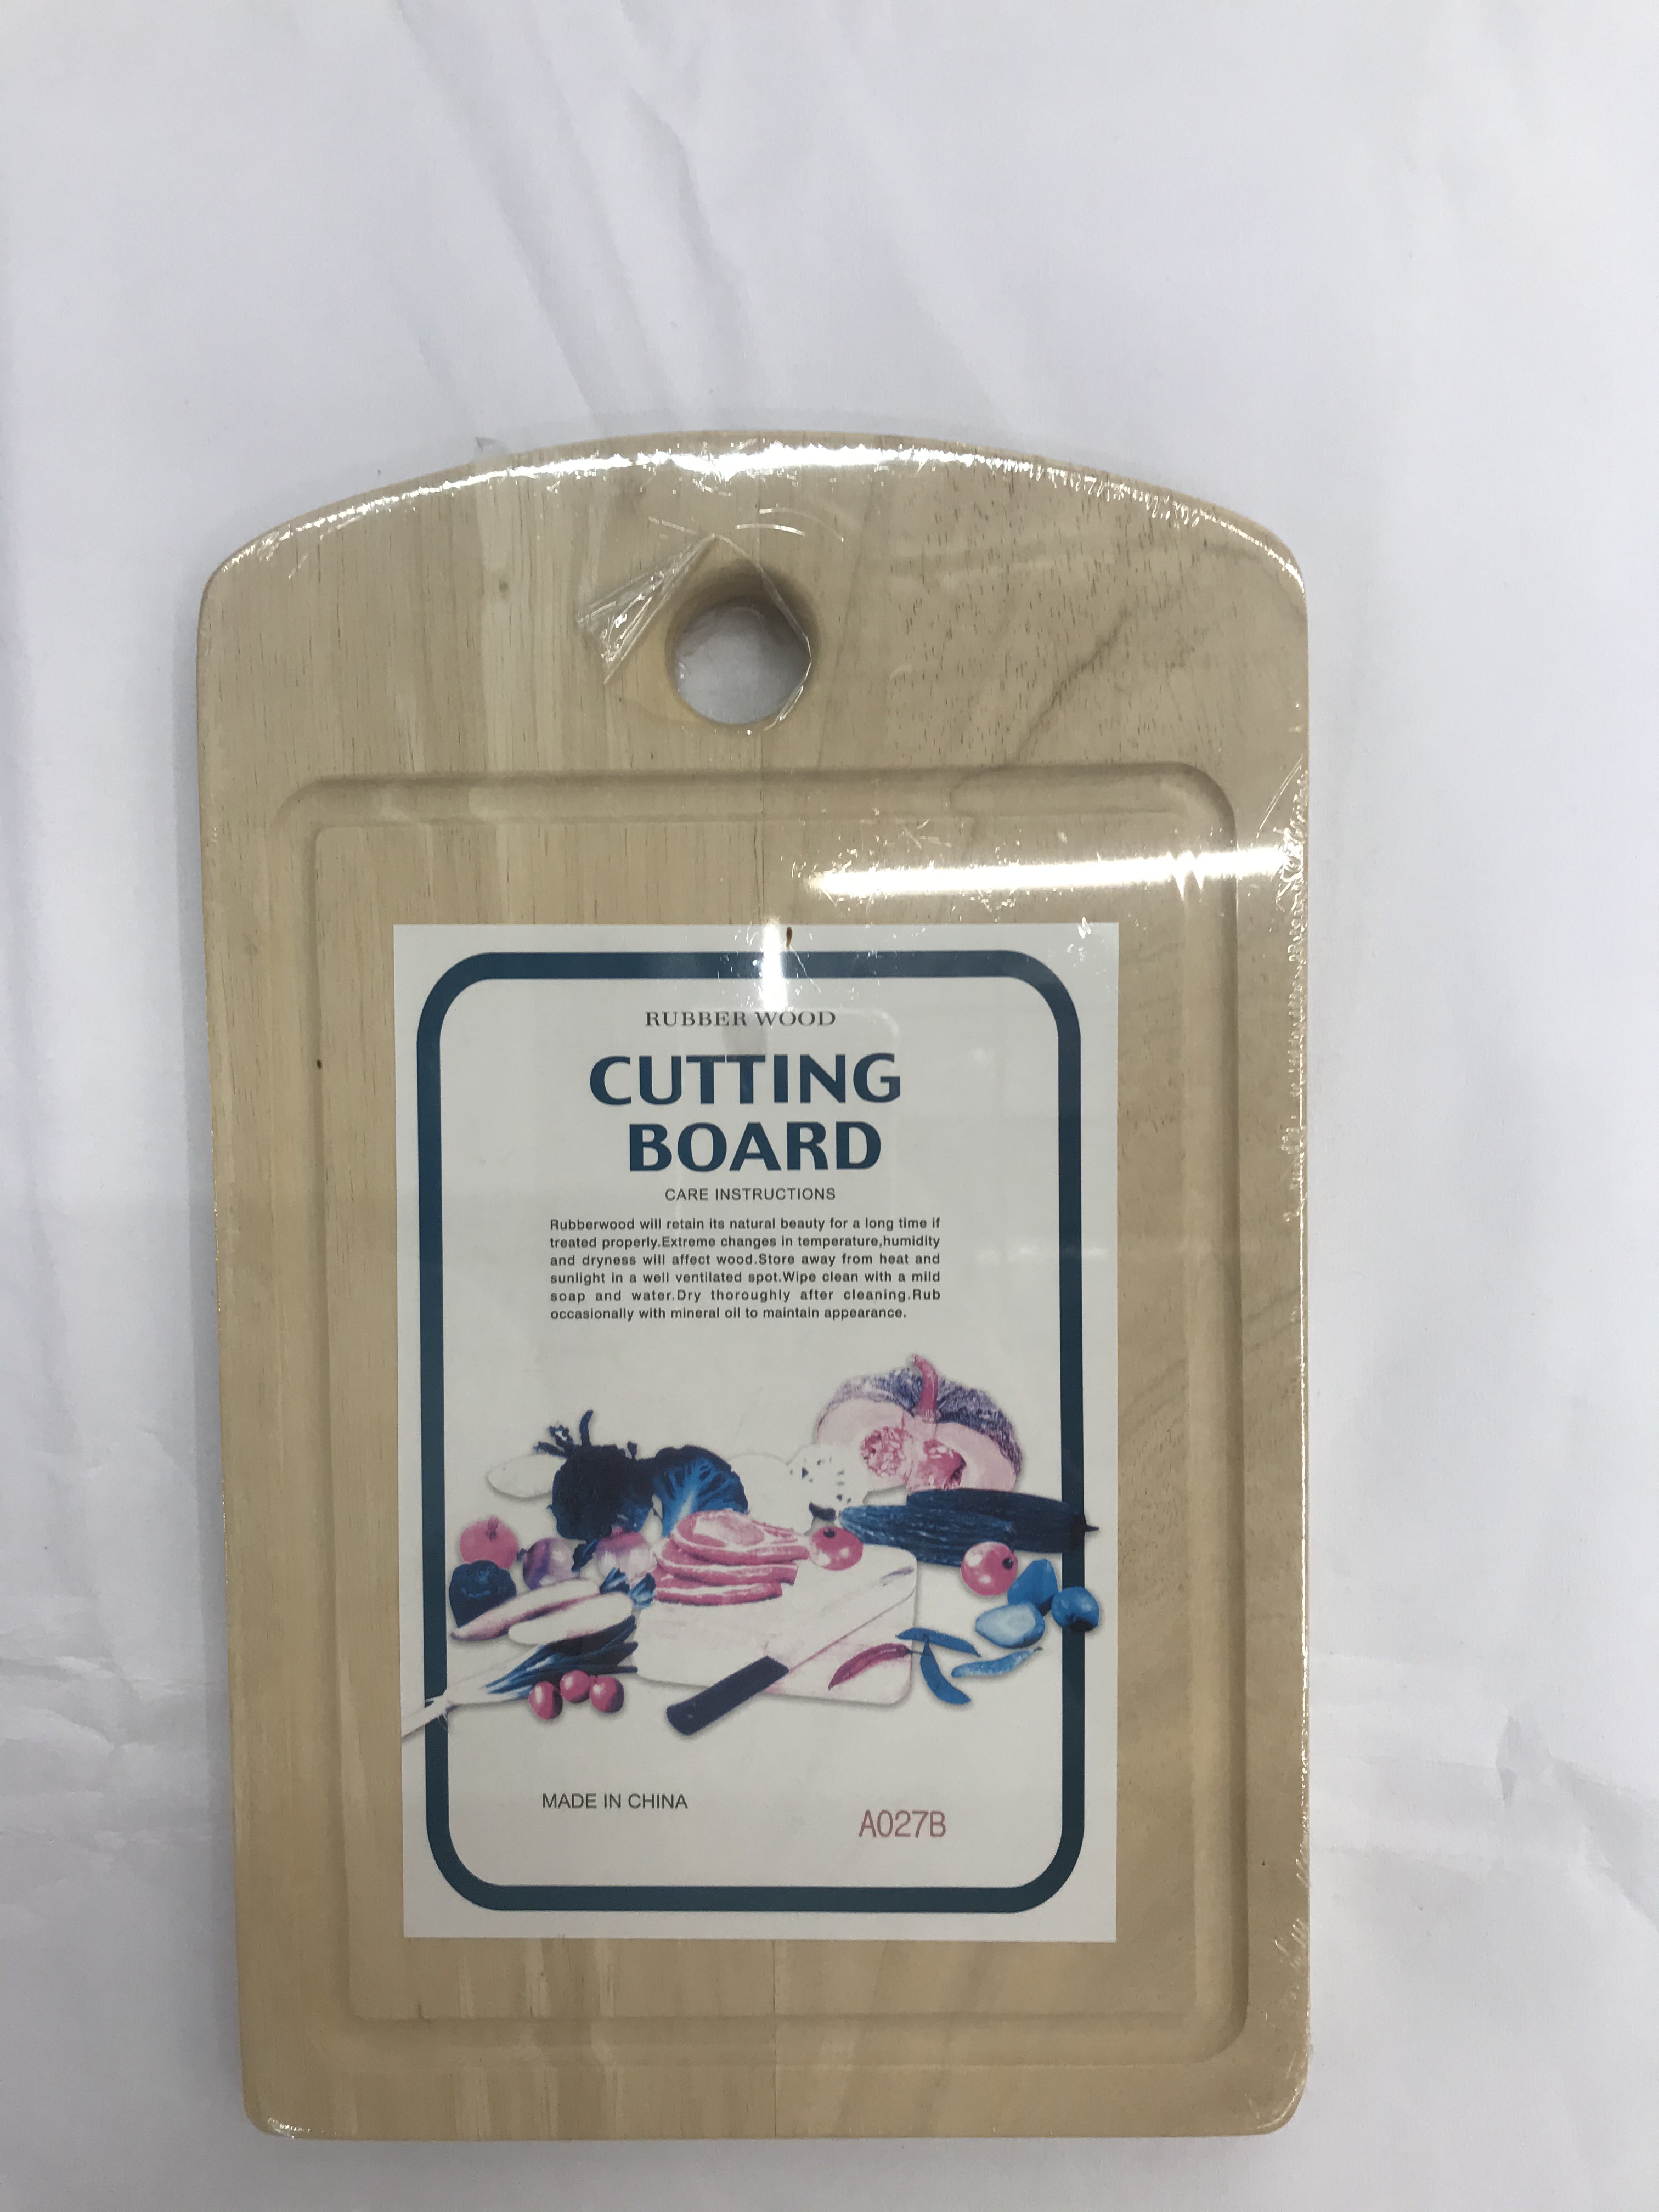 RUBBER WOOD
CUTTING
BOARD
CARE INSTRUCTIONS
Rubberwood will retain its natural beauty for a long time if
treated properly.Extreme changes in temperature,humidity
and dryness will affect wood.Store away from heat and
sunlight in a well ventilated spot.Wipe clean with a mild
soap and water.Dry thoroughly after cleaning.Rub
occasionally with mineral oil to maintain appearance.
MADE IN CHINA
A027B